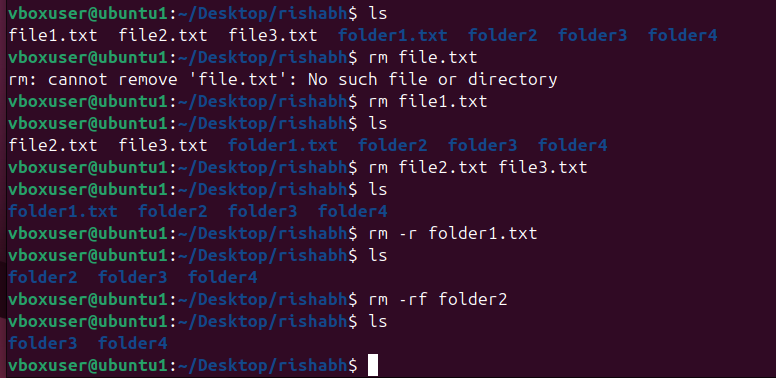 vboxuser@ubuntu1:~/Desktop/rishabh$ ls
file1.txt  file2.txt  file3.txt  folder1.txt  folder2  folder3  folder4
vboxuser@ubuntu1:~/Desktop/rishabh$ rm file.txt
rm: cannot remove 'file.txt': No such file or directory
vboxuser@ubuntu1:~/Desktop/rishabh$ rm file1.txt
vboxuser@ubuntu1:~/Desktop/rishabh$ ls
file2.txt  file3.txt  folder1.txt  folder2  folder3  folder4
vboxuser@ubuntu1:~/Desktop/rishabh$ rm file2.txt file3.txt
vboxuser@ubuntu1:~/Desktop/rishabh$ ls
folder1.txt  folder2  folder3  folder4
vboxuser@ubuntu1:~/Desktop/rishabh$ rm -r folder1.txt
vboxuser@ubuntu1:~/Desktop/rishabh$ ls
folder2  folder3  folder4
vboxuser@ubuntu1:~/Desktop/rishabh$ rm -rf folder2
vboxuser@ubuntu1:~/Desktop/rishabh$ ls
folder3  folder4
vboxuser@ubuntu1:~/Desktop/rishabh$